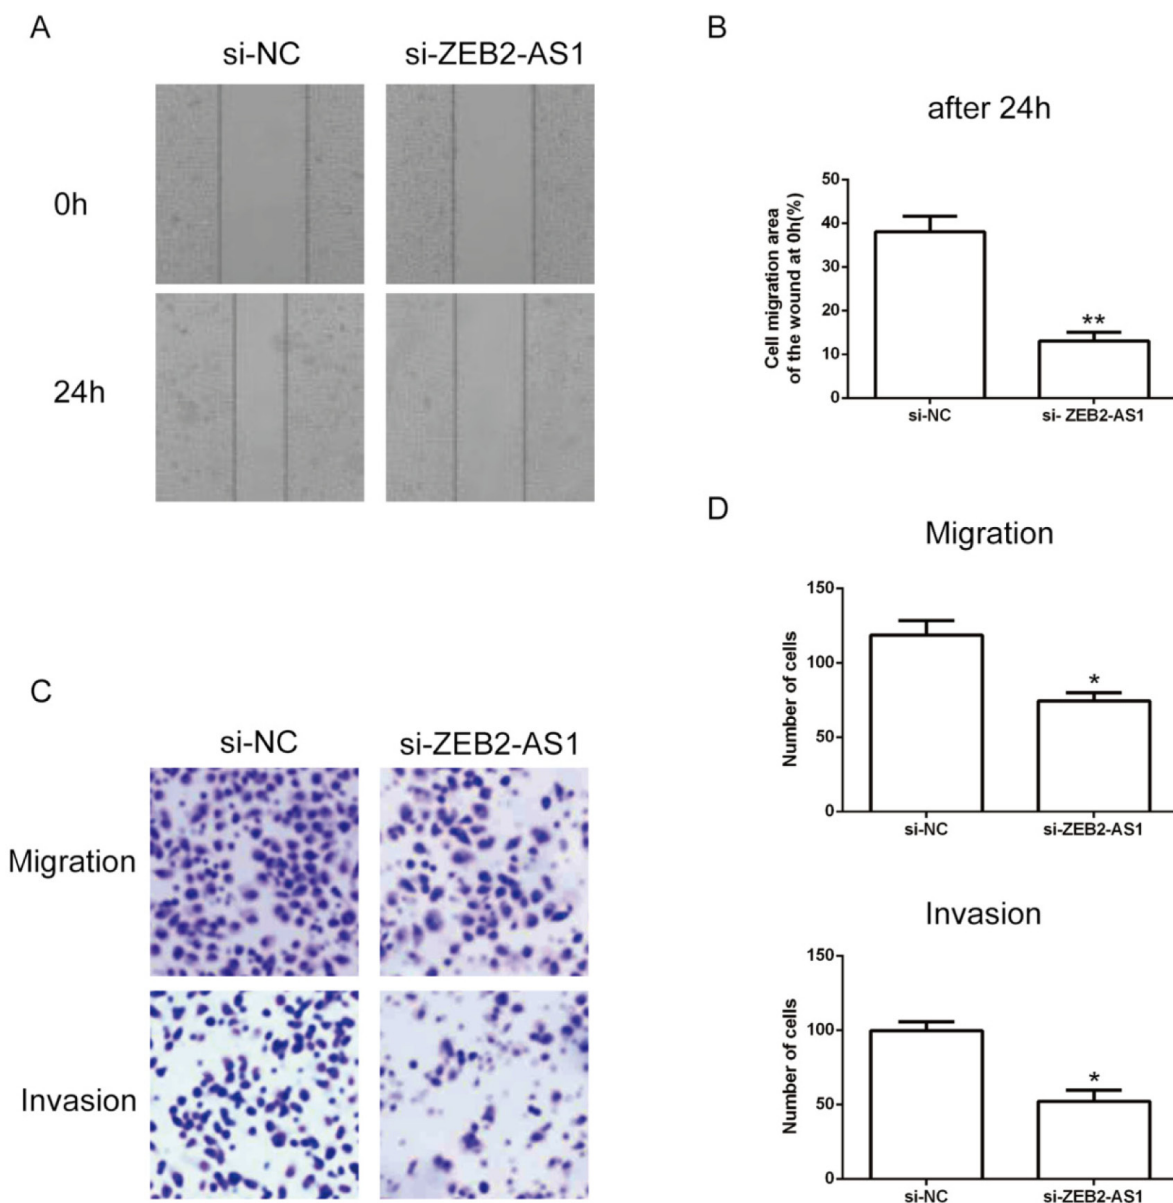 A
si-NC
si-ZEB2-AS1
0h
24h
B
after 24h
Cell migration area
of the wound at 0h(%)
50
40
30
20
10
0
**
si-NC
si- ZEB2-AS1
C
si-NC
si-ZEB2-AS1
Migration
Invasion
D
Migration
Number of cells
150
100
50
0
*
si-NC
si-ZEB2-AS1
Invasion
Number of cells
150
100
50
0
*
si-NC
si-ZEB2-AS1